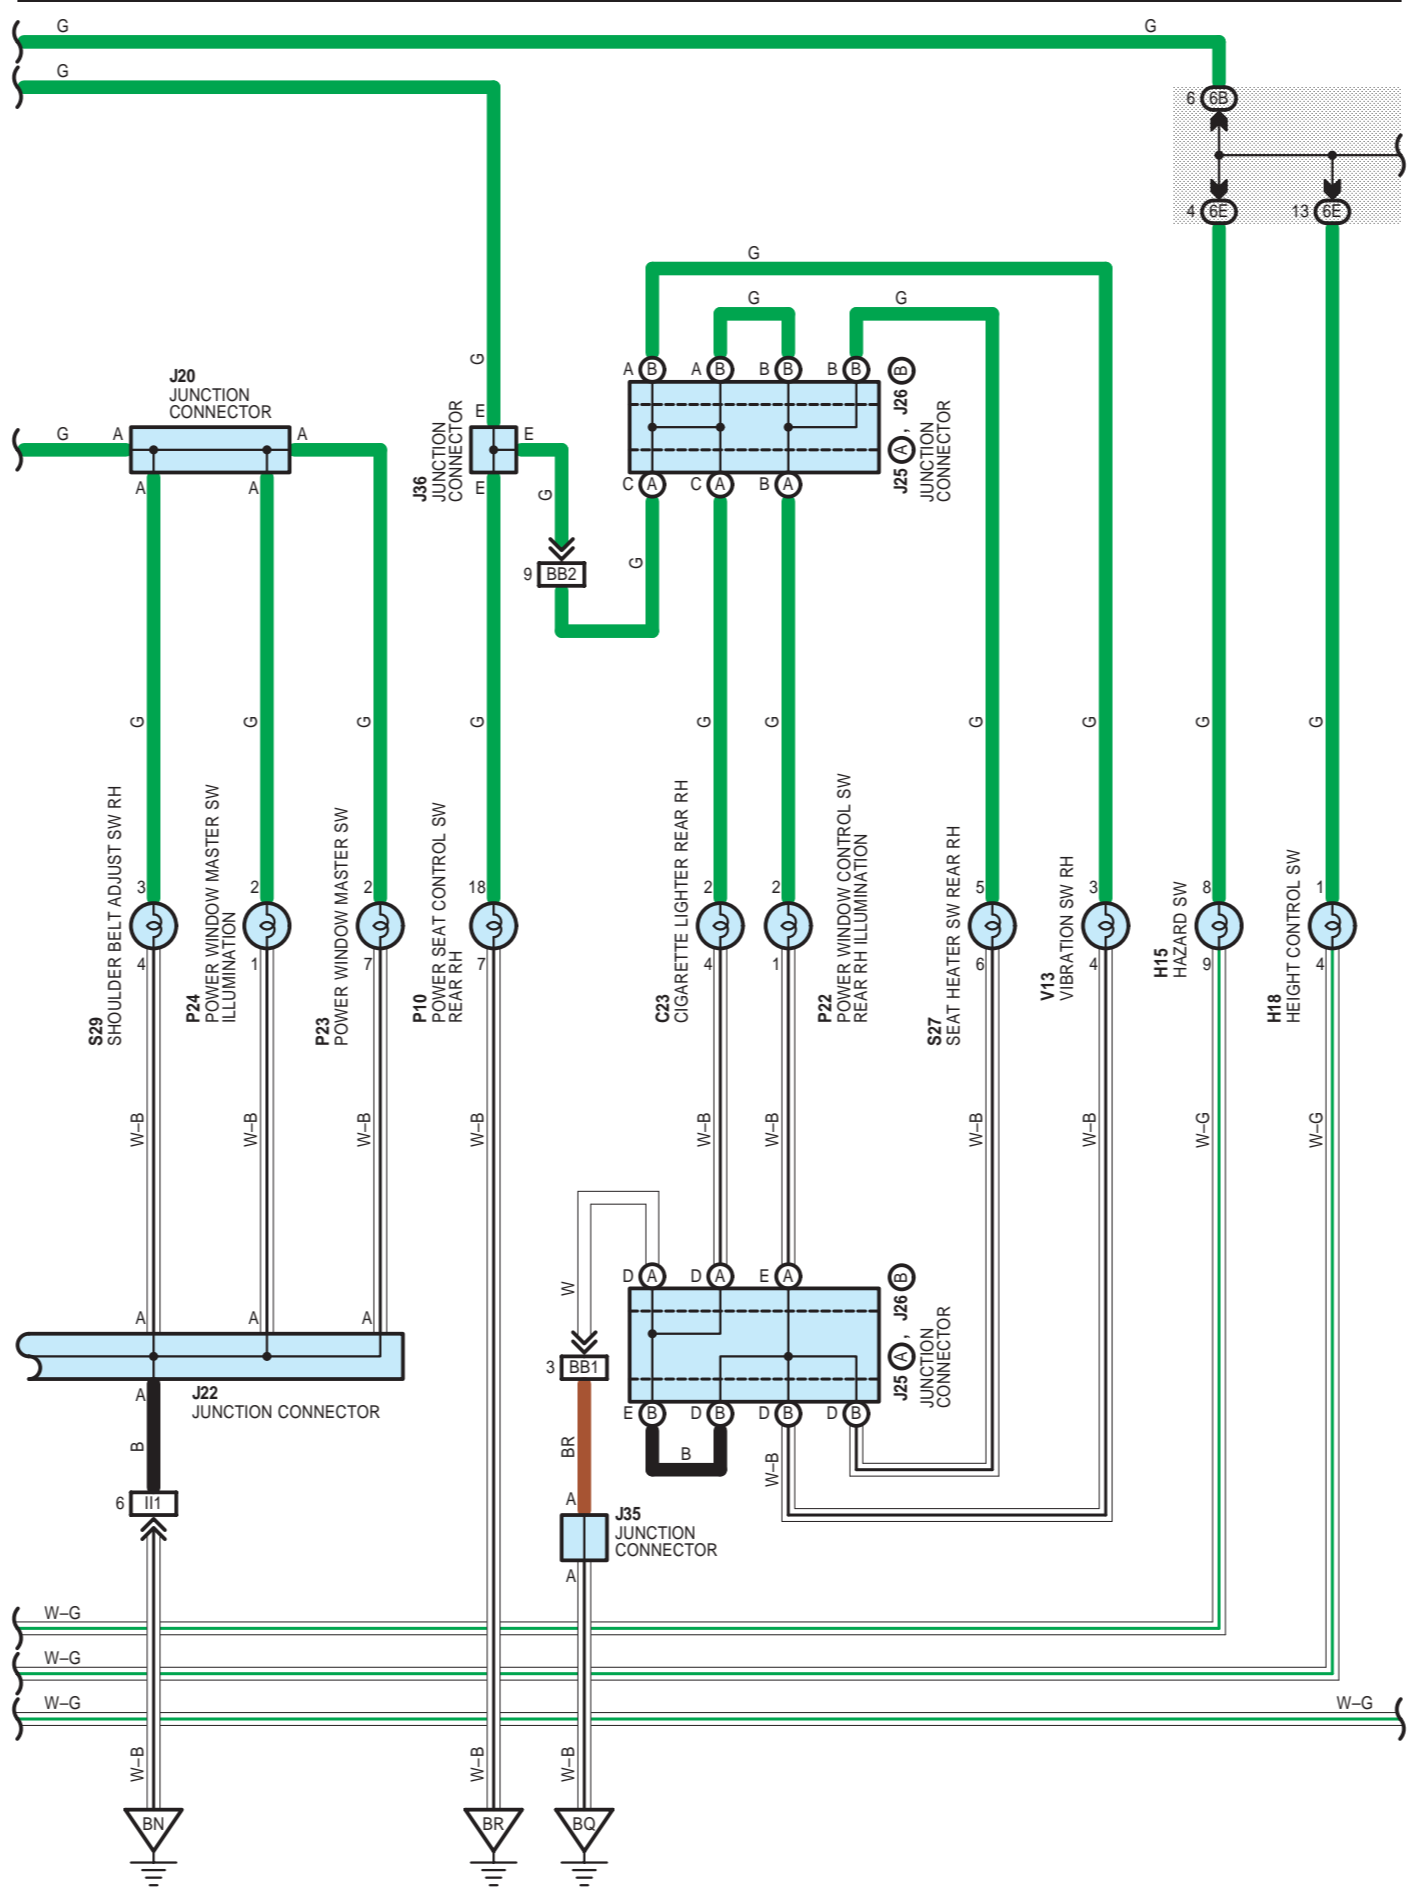 G
G
G
6 6B
4 6E
13 6E
G
G
G
J20
JUNCTION
CONNECTOR
G
A
A
A
A
G
E
E
E
J36
JUNCTION
CONNECTOR
G
9 BB2
G
A B
A B
B B
B B
C A
C A
B A
J25 A , J26 B
JUNCTION
CONNECTOR
G
G
G
G
G
G
G
G
G
G
3
2
2
18
2
2
5
3
8
1
4
1
7
7
4
1
6
4
9
4
S29
SHOULDER BELT ADJUST SW RH
P24
POWER WINDOW MASTER SW
ILLUMINATION
P23
POWER WINDOW MASTER SW
P10
POWER SEAT CONTROL SW
REAR RH
C23
CIGARETTE LIGHTER REAR RH
P22
POWER WINDOW CONTROL SW
REAR RH ILLUMINATION
S27
SEAT HEATER SW REAR RH
V13
VIBRATION SW RH
H15
HAZARD SW
H18
HEIGHT CONTROL SW
W–B
W–B
W–B
W–B
W–B
W–B
W–B
W–B
W–G
W–G
A
A
A
A
J22
JUNCTION CONNECTOR
B
6 II1
W
3 BB1
BR
A
J35
JUNCTION
CONNECTOR
A
D A
D A
E A
E B
D B
D B
D B
J25 A , J26 B
JUNCTION
CONNECTOR
B
W–B
W–G
W–G
W–G
W–G
W–B
W–B
W–B
BN
BR
BQ